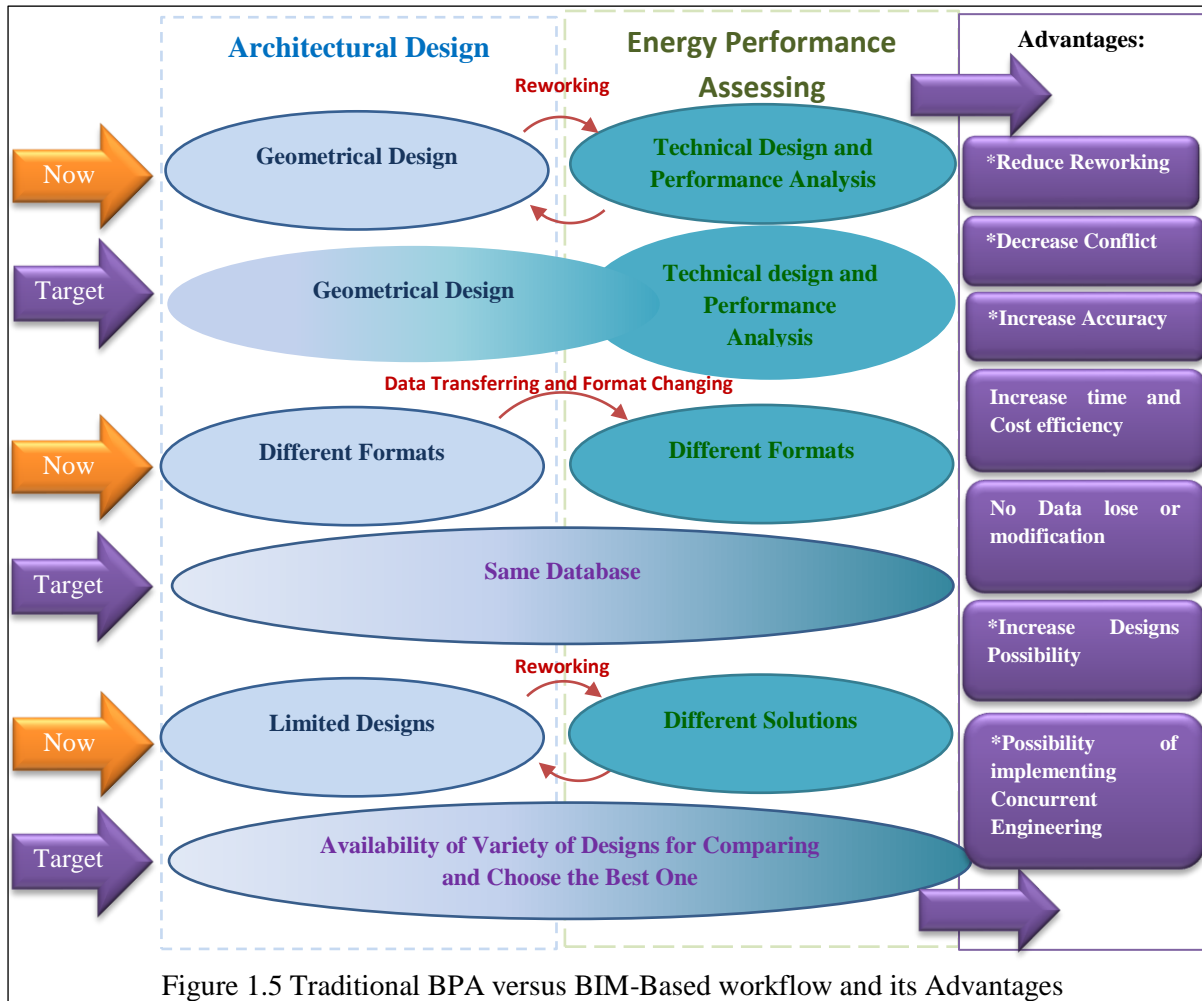 Architectural Design
Energy Performance
Assessing
Advantages:
Reworking
Now
Geometrical Design
Technical Design and
Performance Analysis
*Reduce Reworking
*Decrease Conflict
Target
Geometrical Design
Technical design and
Performance
Analysis
*Increase Accuracy
Data Transferring and Format Changing
Increase time and
Cost efficiency
Now
Different Formats
Different Formats
No Data lose or
modification
Target
Same Database
*Increase Designs
Possibility
Reworking
Now
Limited Designs
Different Solutions
*Possibility of
implementing
Concurrent
Engineering
Target
Availability of Variety of Designs for Comparing
and Choose the Best One
Figure 1.5 Traditional BPA versus BIM-Based workflow and its Advantages